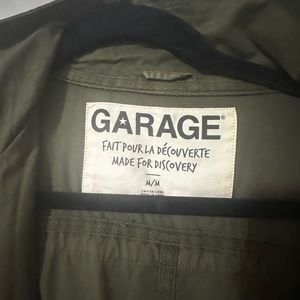 GARAGE®
FAIT POUR LA DÉCOUVERTE
MADE FOR DISCOVERY
M/M